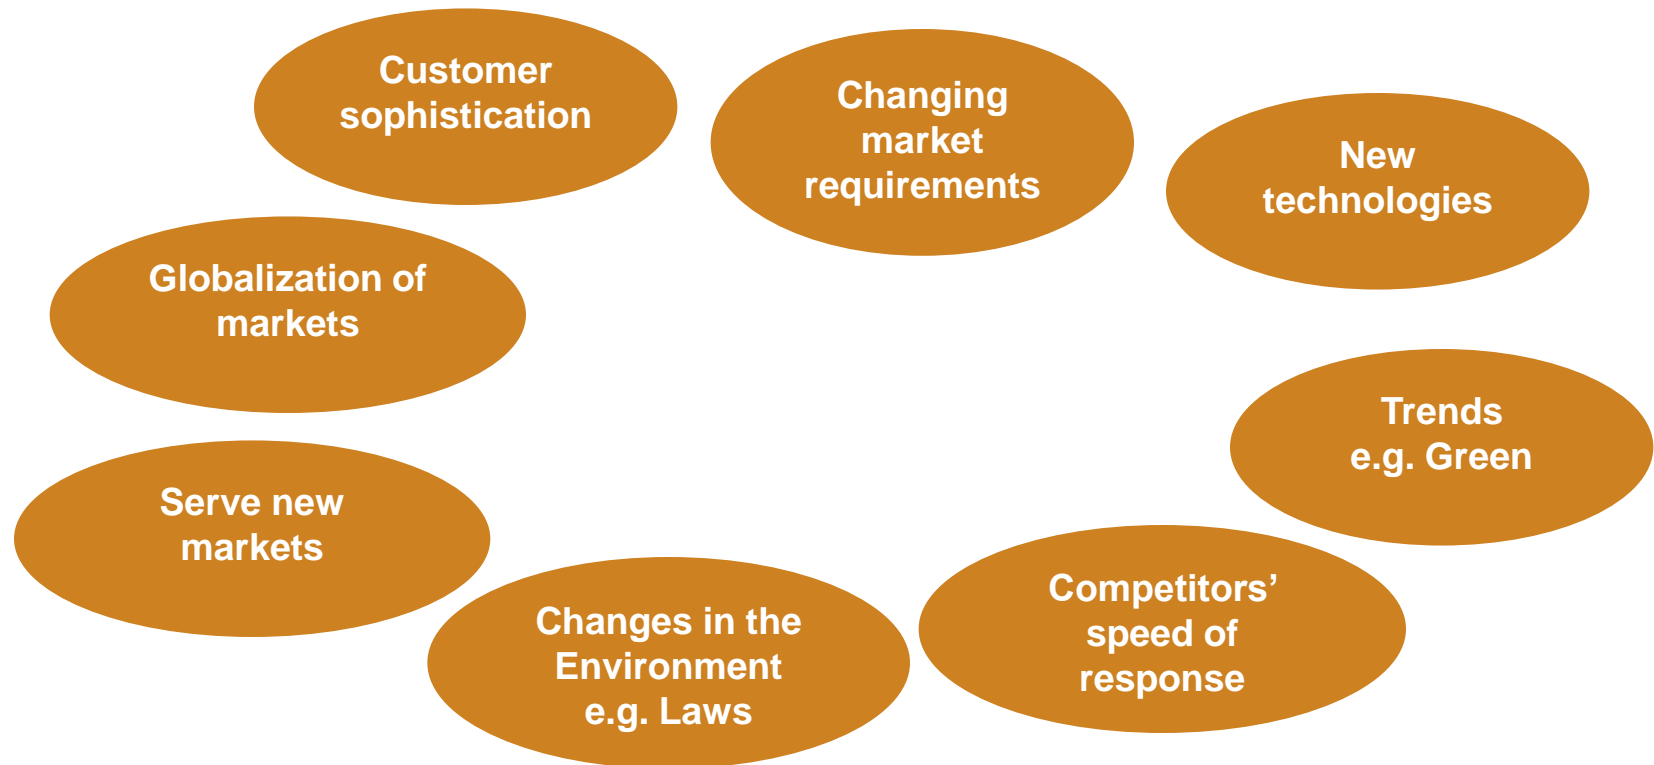 Customer
sophistication
Changing
market
requirements
New
technologies
Globalization of
markets
Trends
e.g. Green
Serve new
markets
Changes in the
Environment
e.g. Laws
Competitors’
speed of
response